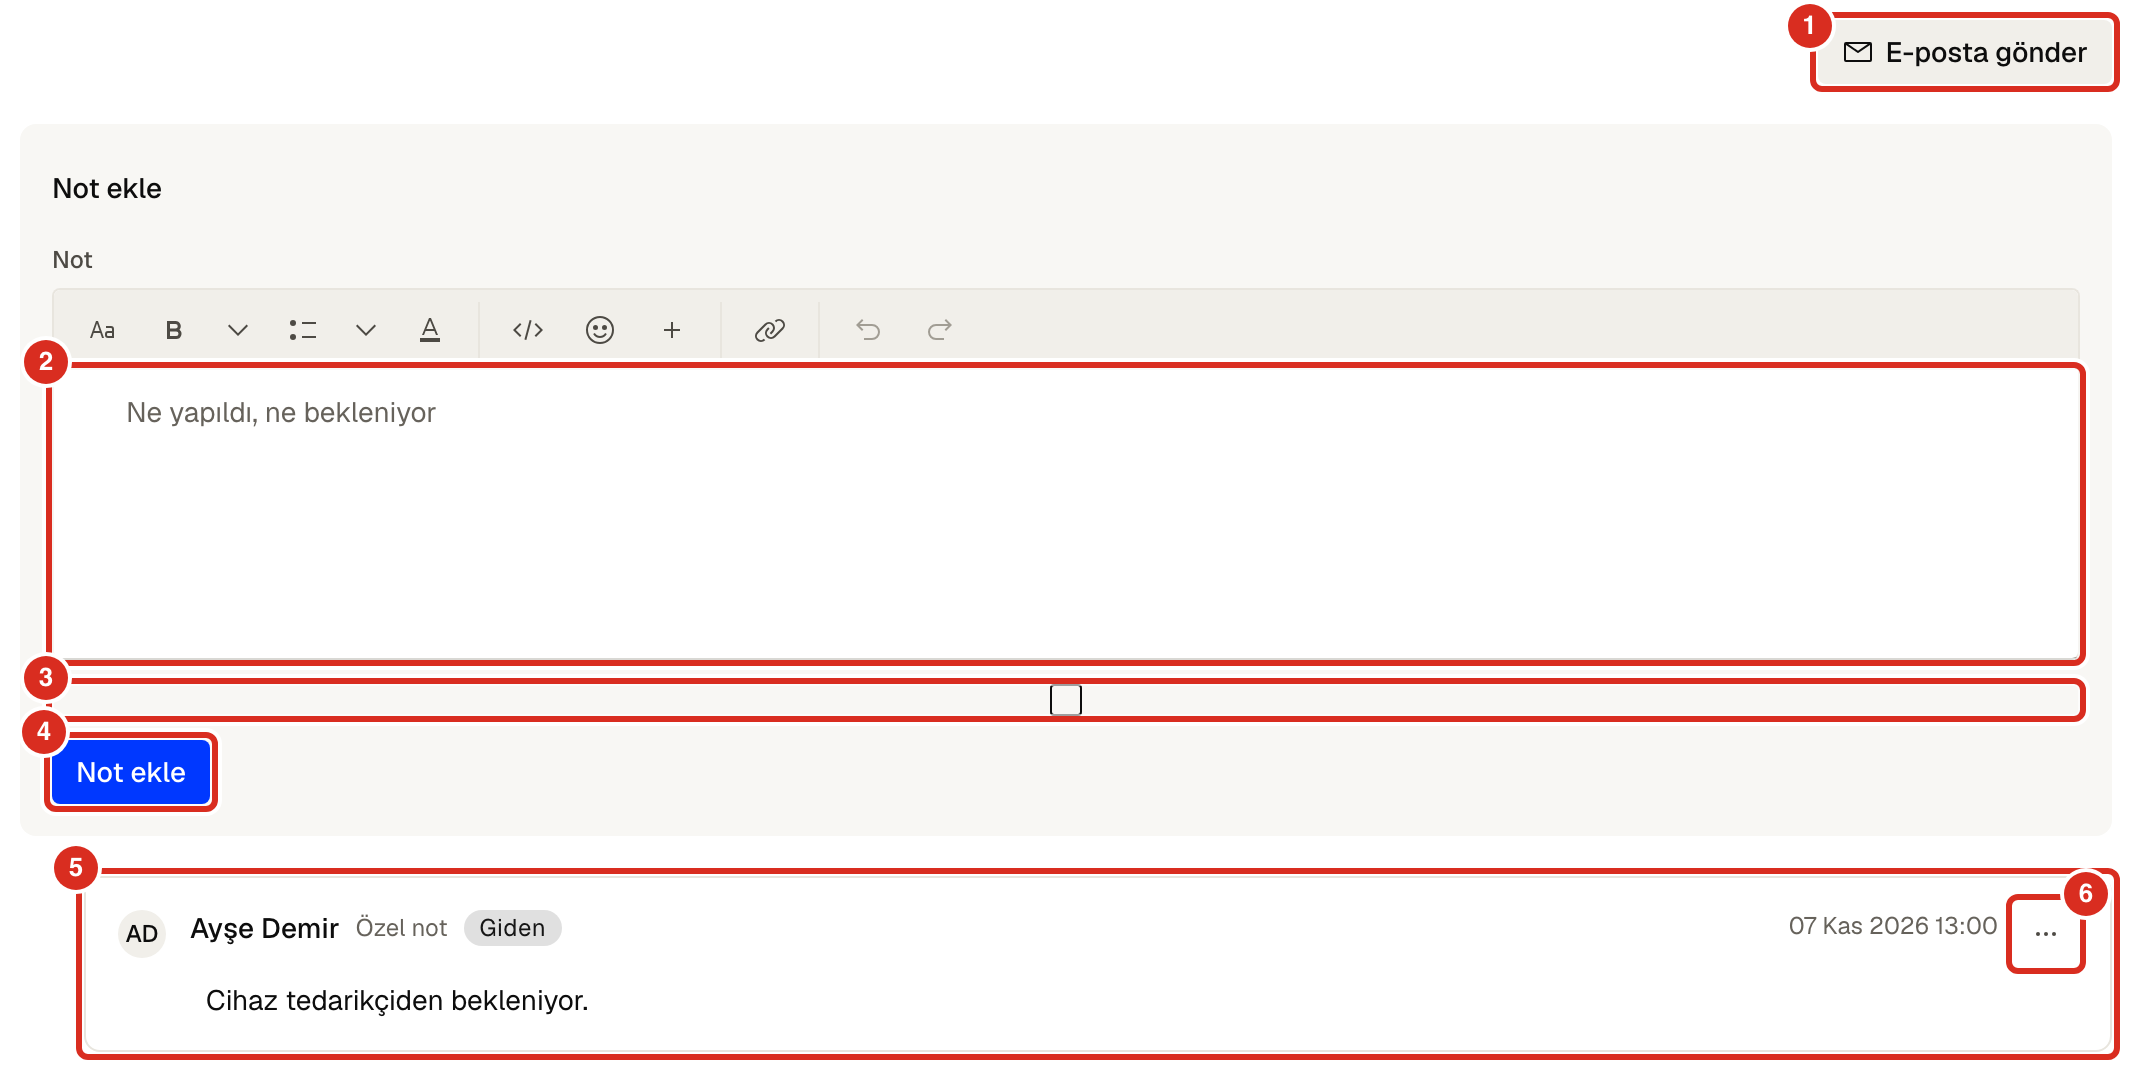 1
E-posta gönder
Not ekle
Not
Aa B A </> +
2
Ne yapıldı, ne bekleniyor
3
4
Not ekle
5
6
AD Ayşe Demir Özel not Giden 07 Kas 2026 13:00 ...
Cihaz tedarikçiden bekleniyor.